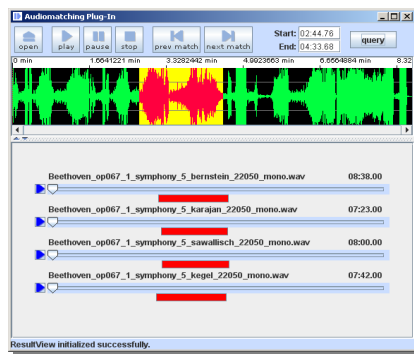 Audiomatching Plug-In
open play pause stop prev match next match Start: 02:44.76 End: 04:33.68 query
0 min 1.6641221 min 3.3282442 min 4.9923663 min 6.6564884 min 8.32
Beethoven_op067_1_symphony_5_bernstein_22050_mono.wav 08:38.00
Beethoven_op067_1_symphony_5_karajan_22050_mono.wav 07:23.00
Beethoven_op067_1_symphony_5_sawallisch_22050_mono.wav 08:00.00
Beethoven_op067_1_symphony_5_kegel_22050_mono.wav 07:42.00
ResultView initialized successfully.